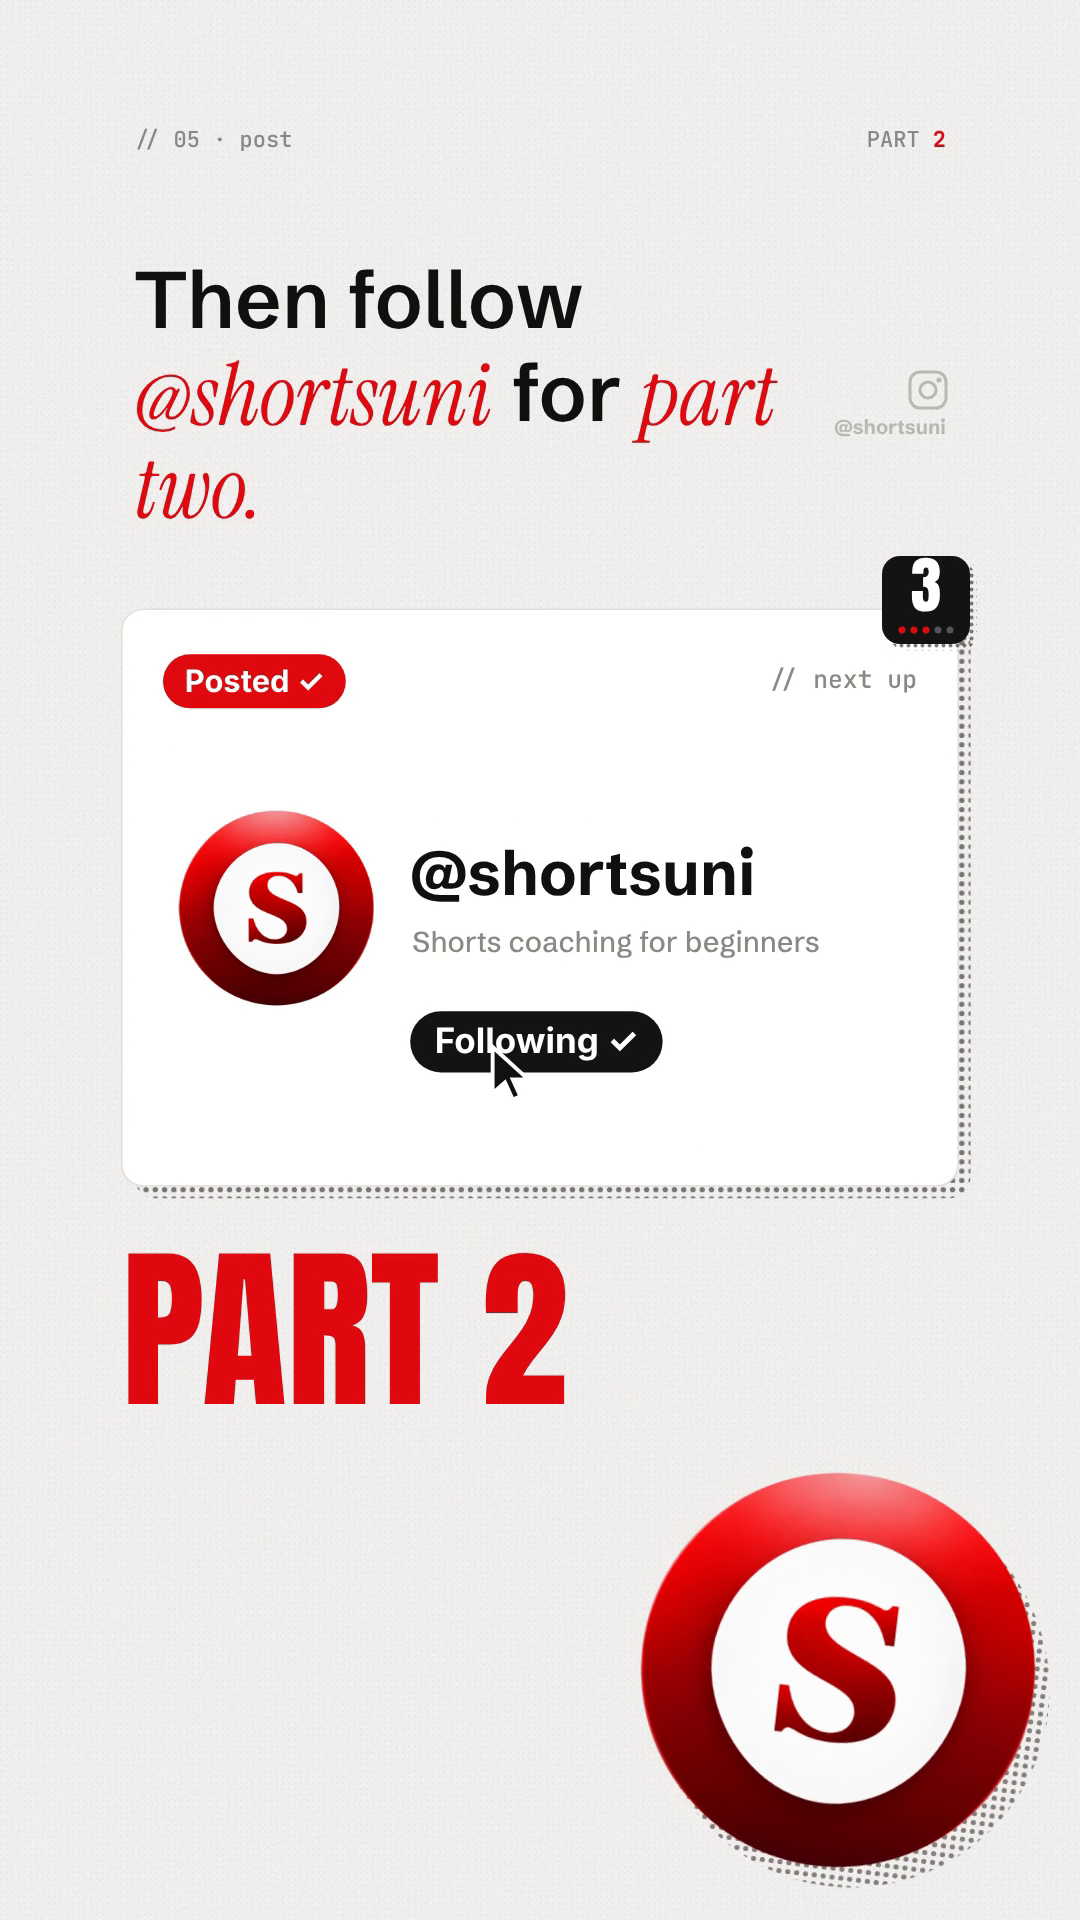 // 05 · post
PART 2
Then follow
@shortsuni for part
two.
@shortsuni
3
Posted ✓
// next up
S
@shortsuni
Shorts coaching for beginners
Following ✓
PART 2
S